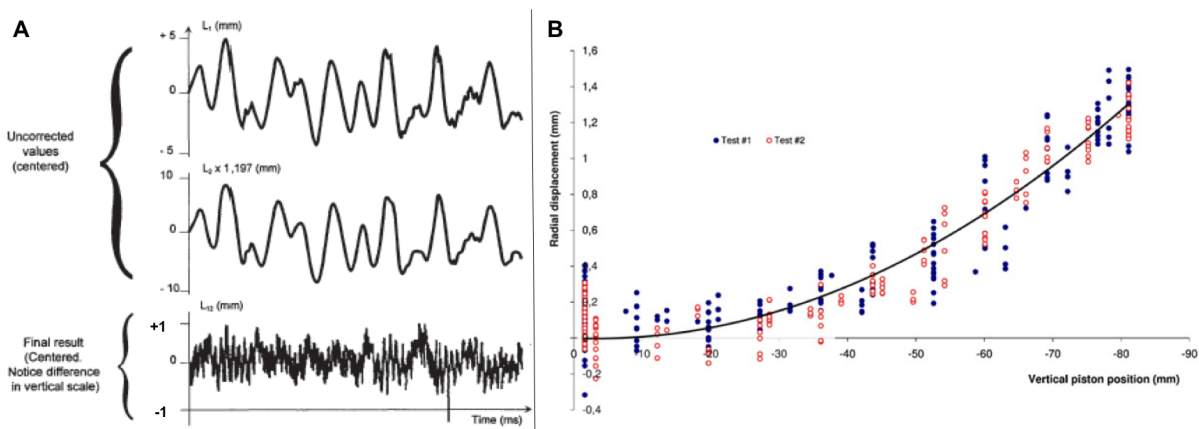 A
L₁ (mm)
+ 5
0
- 5
Uncorrected
values
(centered)
L₂ x 1,197 (mm)
10
0
- 10
L₁₂ (mm)
+1
0
-1
Final result
(Centered.
Notice difference
in vertical scale)
Time (ms)
B
Radial displacement (mm)
1,6
1,4
1,2
1
0,8
0,6
0,4
0,2
0
-0,2
-0,4
Test #1
Test #2
0
-10
-20
-30
-40
-50
-60
-70
-80
-90
Vertical piston position (mm)